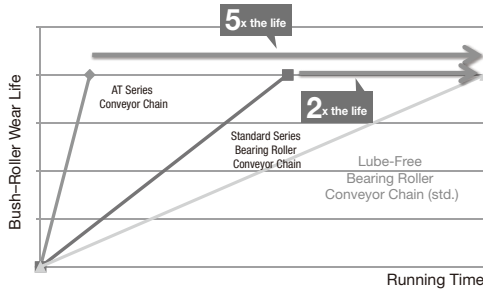 5x the life
AT Series
Conveyor Chain
2x the life
Standard Series
Bearing Roller
Conveyor Chain
Lube-Free
Bearing Roller
Conveyor Chain (std.)
Bush–Roller Wear Life
Running Time